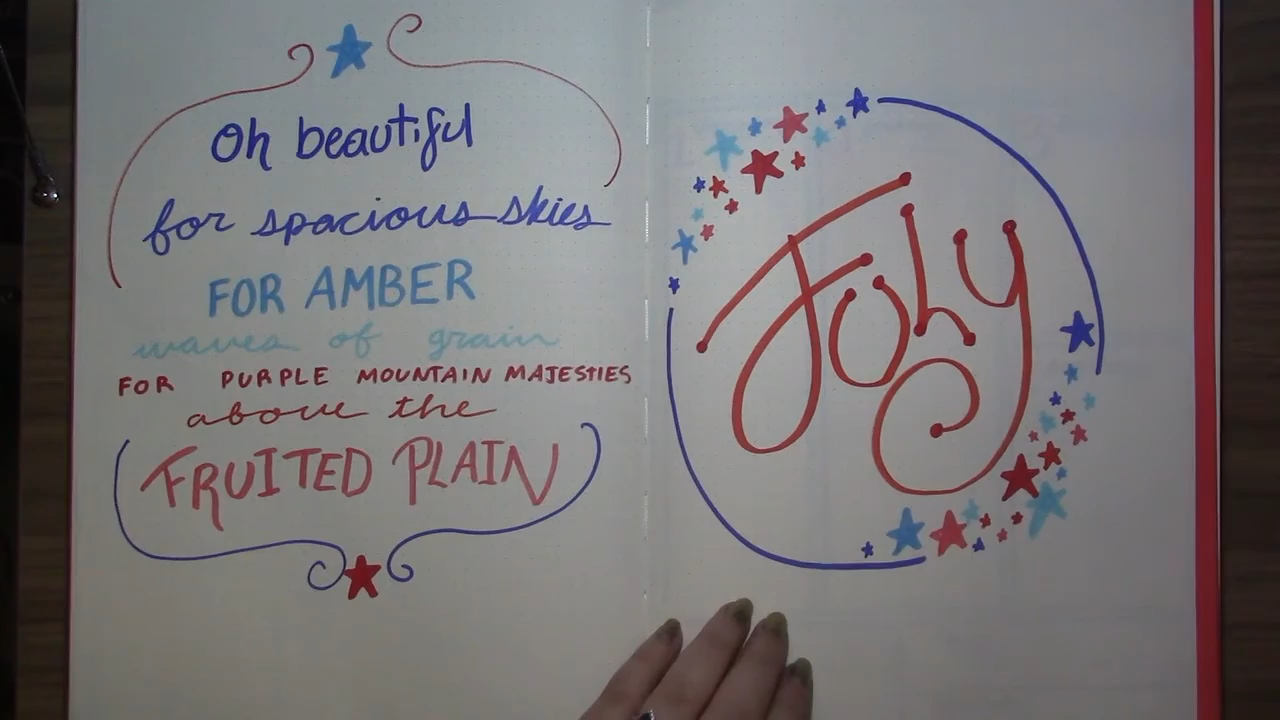 Oh beautiful
for spacious skies
FOR AMBER
waves of grain
FOR PURPLE MOUNTAIN MAJESTIES
above the
FRUITED PLAIN
July